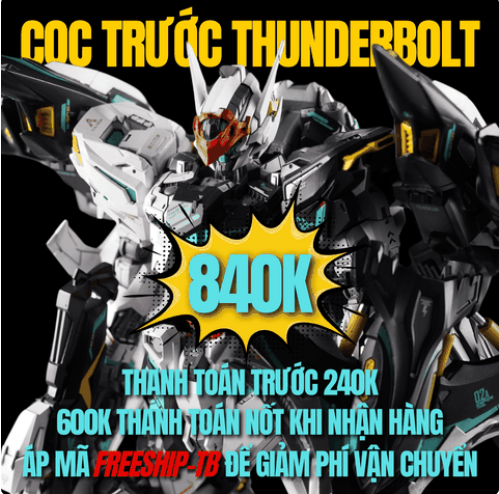 CỌC TRƯỚC THUNDERBOLT
840K
THANH TOÁN TRƯỚC 240K
600K THANH TOÁN NỐT KHI NHẬN HÀNG
ÁP MÃ FREESHIP-TB ĐỂ GIẢM PHÍ VẬN CHUYỂN